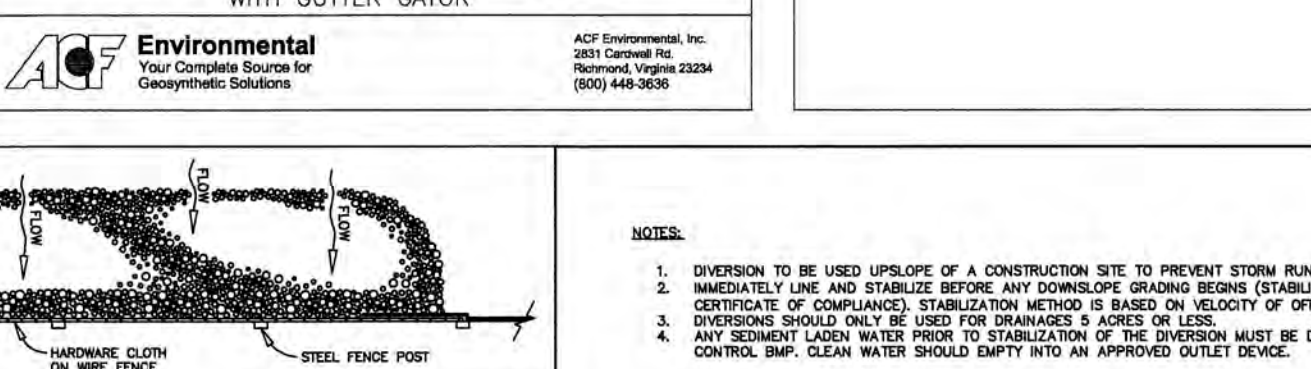 WITH GUTTER GATOR
ACF Environmental
Your Complete Source for
Geosynthetic Solutions
ACF Environmental, Inc.
2831 Cardwell Rd.
Richmond, Virginia 23234
(800) 448-3636
FLOW
FLOW
FLOW
HARDWARE CLOTH
ON WIRE FENCE
STEEL FENCE POST
NOTES:
1. DIVERSION TO BE USED UPSLOPE OF A CONSTRUCTION SITE TO PREVENT STORM RUN
2. IMMEDIATELY LINE AND STABILIZE BEFORE ANY DOWNSLOPE GRADING BEGINS (STABILI
CERTIFICATE OF COMPLIANCE). STABILIZATION METHOD IS BASED ON VELOCITY OF OF
3. DIVERSIONS SHOULD ONLY BE USED FOR DRAINAGES 5 ACRES OR LESS.
4. ANY SEDIMENT LADEN WATER PRIOR TO STABILIZATION OF THE DIVERSION MUST BE D
CONTROL BMP. CLEAN WATER SHOULD EMPTY INTO AN APPROVED OUTLET DEVICE.